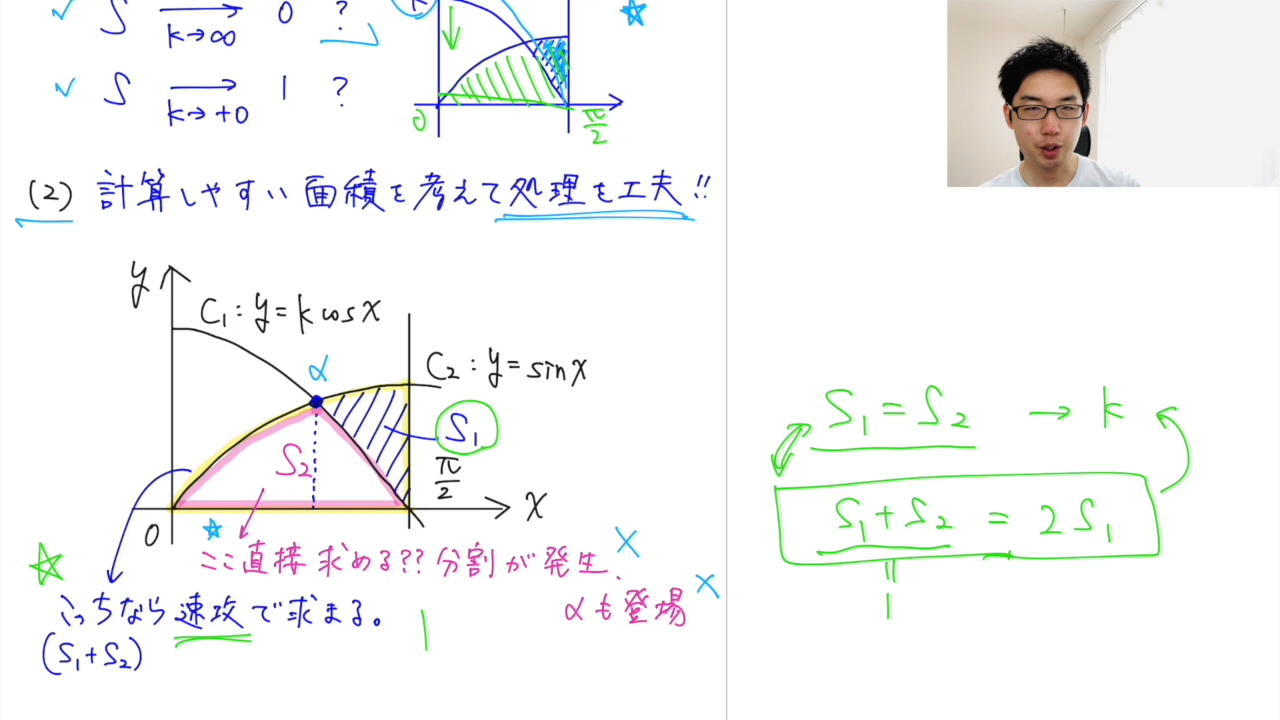 ✓ S → 0 ?
k→∞
✓ S → 1 ?
k→+0
k
0
π/2
(2) 計算しやすい面積を考えて処理を工夫!!
y
C₁: y = k cos x
α
C₂: y = sin x
S₁
S₂
π/2
x
0
ここ直接求める??分割が発生、
αも登場
こっちなら速攻で求まる。
(S₁+S₂)
1
S₁ = S₂ → k
S₁+S₂ = 2S₁
=
1